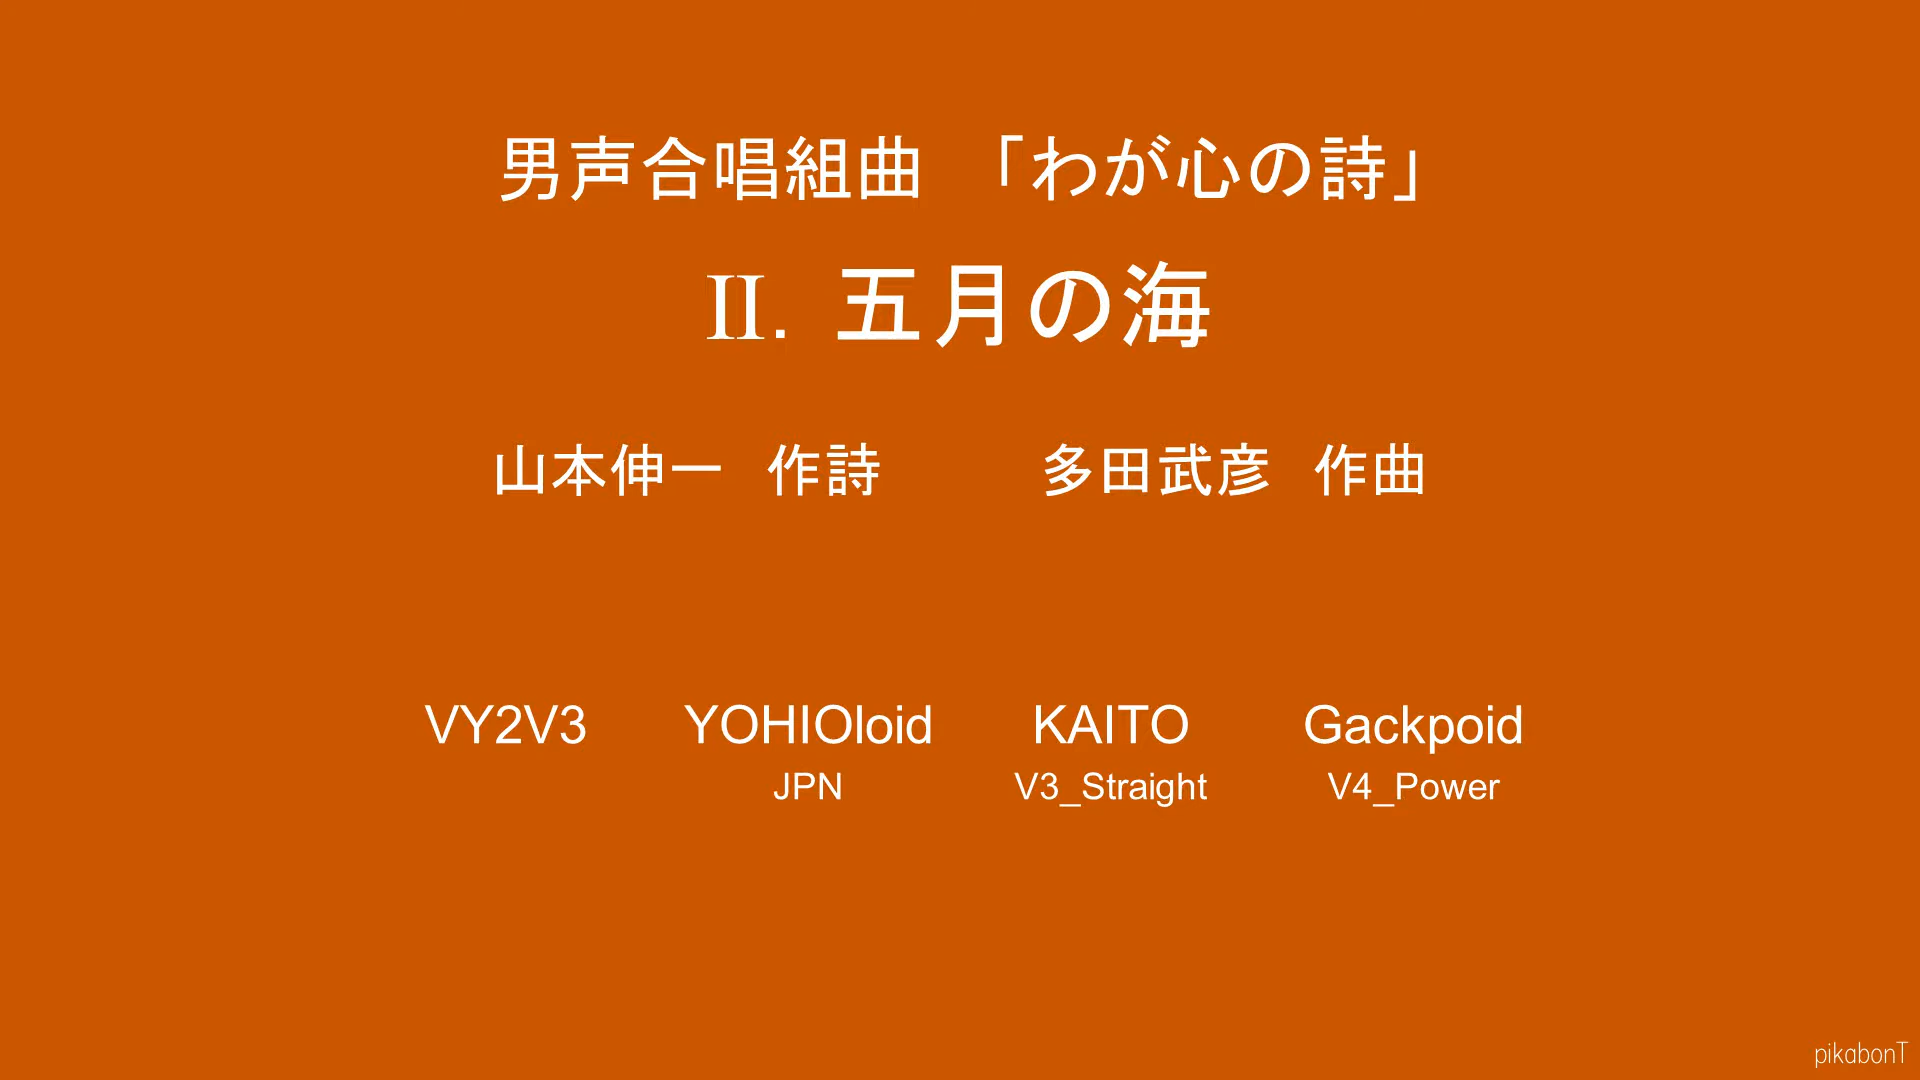 男声合唱組曲　「わが心の詩」
II. 五月の海
山本伸一　作詩　　　多田武彦　作曲
VY2V3　YOHIOloid　KAITO　Gackpoid
JPN　V3_Straight　V4_Power
pikabonT